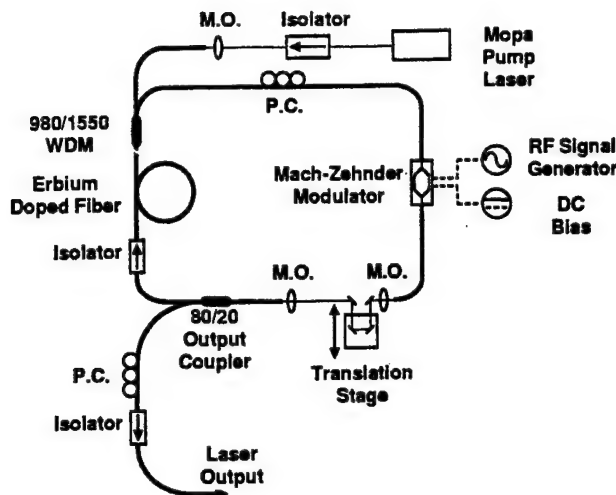 M.O.
Isolator
Mopa
Pump
Laser
P.C.
980/1550
WDM
RF Signal
Generator
Mach-Zehnder
Modulator
Erbium
Doped Fiber
DC
Bias
Isolator
M.O.
M.O.
80/20
Output
Coupler
Translation
Stage
P.C.
Isolator
Laser
Output